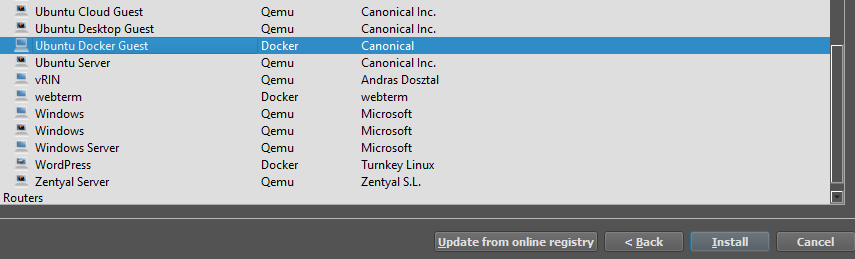 Ubuntu Cloud Guest Qemu Canonical Inc.
Ubuntu Desktop Guest Qemu Canonical Inc.
Ubuntu Docker Guest Docker Canonical
Ubuntu Server Qemu Canonical Inc.
vRIN Qemu Andras Dosztal
webterm Docker webterm
Windows Qemu Microsoft
Windows Qemu Microsoft
Windows Server Qemu Microsoft
WordPress Docker Turnkey Linux
Zentyal Server Qemu Zentyal S.L.
Routers
Update from online registry < Back Install Cancel